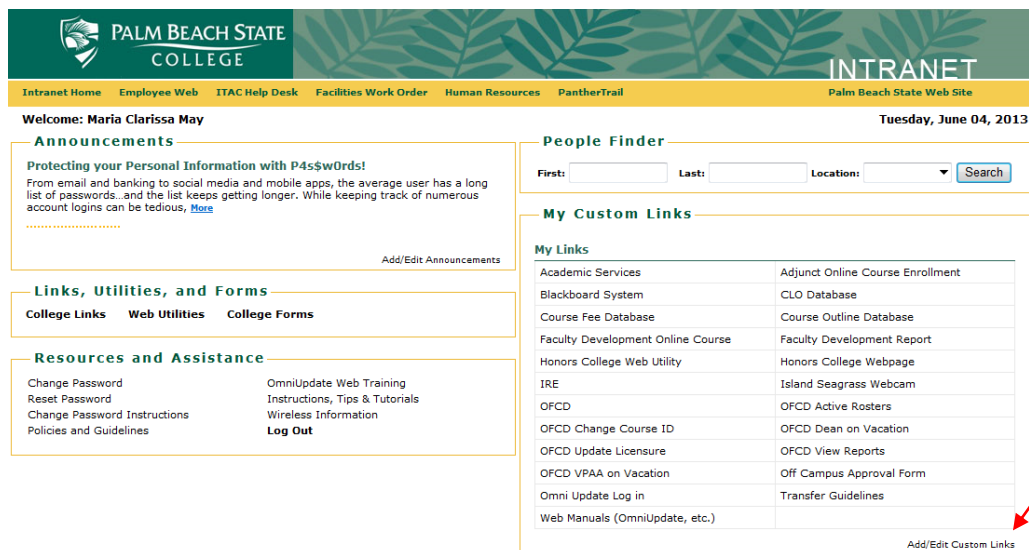 PALM BEACH STATE
COLLEGE
INTRANET
Intranet Home Employee Web ITAC Help Desk Facilities Work Order Human Resources PantherTrail Palm Beach State Web Site
Welcome: Maria Clarissa May
Tuesday, June 04, 2013
Announcements
Protecting your Personal Information with P4s$w0rds!
From email and banking to social media and mobile apps, the average user has a long
list of passwords…and the list keeps getting longer. While keeping track of numerous
account logins can be tedious, More
Add/Edit Announcements
Links, Utilities, and Forms
College Links Web Utilities College Forms
Resources and Assistance
Change Password OmniUpdate Web Training
Reset Password Instructions, Tips & Tutorials
Change Password Instructions Wireless Information
Policies and Guidelines Log Out
People Finder
First: Last: Location: Search
My Custom Links
My Links
Academic Services Adjunct Online Course Enrollment
Blackboard System CLO Database
Course Fee Database Course Outline Database
Faculty Development Online Course Faculty Development Report
Honors College Web Utility Honors College Webpage
IRE Island Seagrass Webcam
OFCD OFCD Active Rosters
OFCD Change Course ID OFCD Dean on Vacation
OFCD Update Licensure OFCD View Reports
OFCD VPAA on Vacation Off Campus Approval Form
Omni Update Log in Transfer Guidelines
Web Manuals (OmniUpdate, etc.)
Add/Edit Custom Links